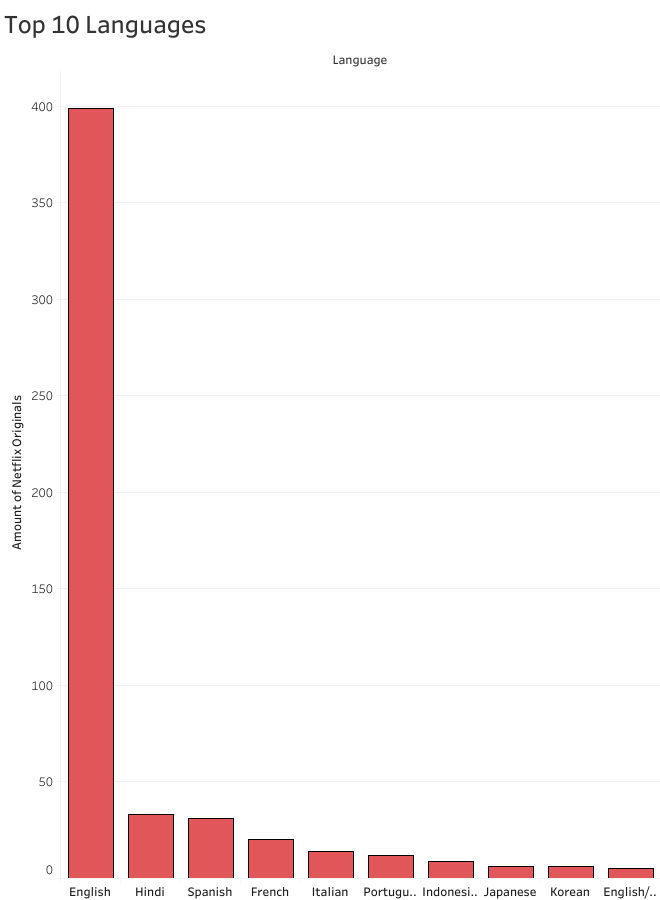 Top 10 Languages
Language
Amount of Netflix Originals
400
350
300
250
200
150
100
50
0
English Hindi Spanish French Italian Portugu.. Indonesi.. Japanese Korean English/..